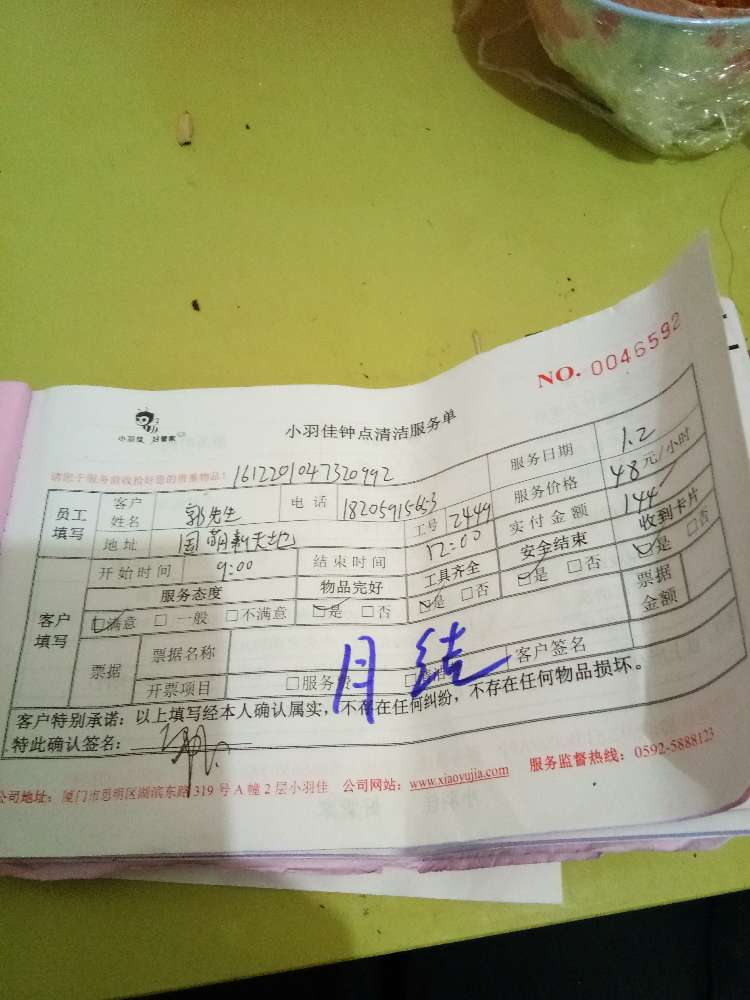 NO. 0046592
小羽佳 好管家
小羽佳钟点清洁服务单
请您于服务前收拾好您的贵重物品! 1612201047320992
员工填写 客户姓名 郭先生 电话 工号 2444 服务日期 1.2 服务价格 48元/小时
地址 国萌新天地 实付金额 144
客户填写 开始时间 9:00 结束时间 12:00 安全结束 收到卡片
服务态度 物品完好 工具齐全
☑满意 □一般 □不满意 ☑是 □否 ☑是 □否 ☑是 □否 ☑是 □否
票据 票据名称 票据金额
开票项目 □服务费 □ 客户签名
月结
客户特别承诺：以上填写经本人确认属实，不存在任何纠纷，不存在任何物品损坏。
特此确认签名：
公司地址：厦门市思明区湖滨东路319号A幢2层小羽佳 公司网站：www.xiaoyujia.com 服务监督热线：0592-5888123